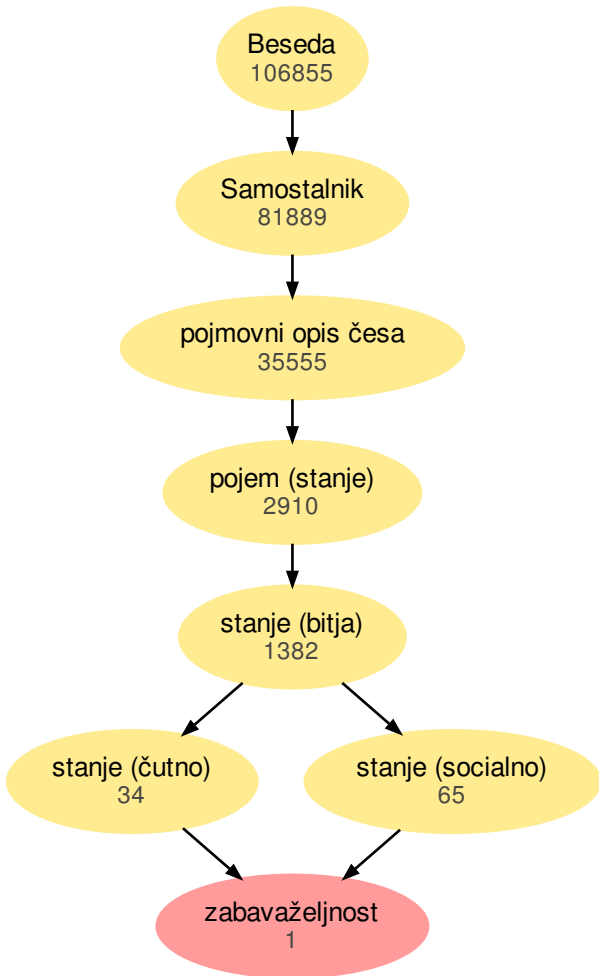 Beseda
106855
Samostalnik
81889
pojmovni opis česa
35555
pojem (stanje)
2910
stanje (bitja)
1382
stanje (čutno)
34
stanje (socialno)
65
zabavaželjnost
1